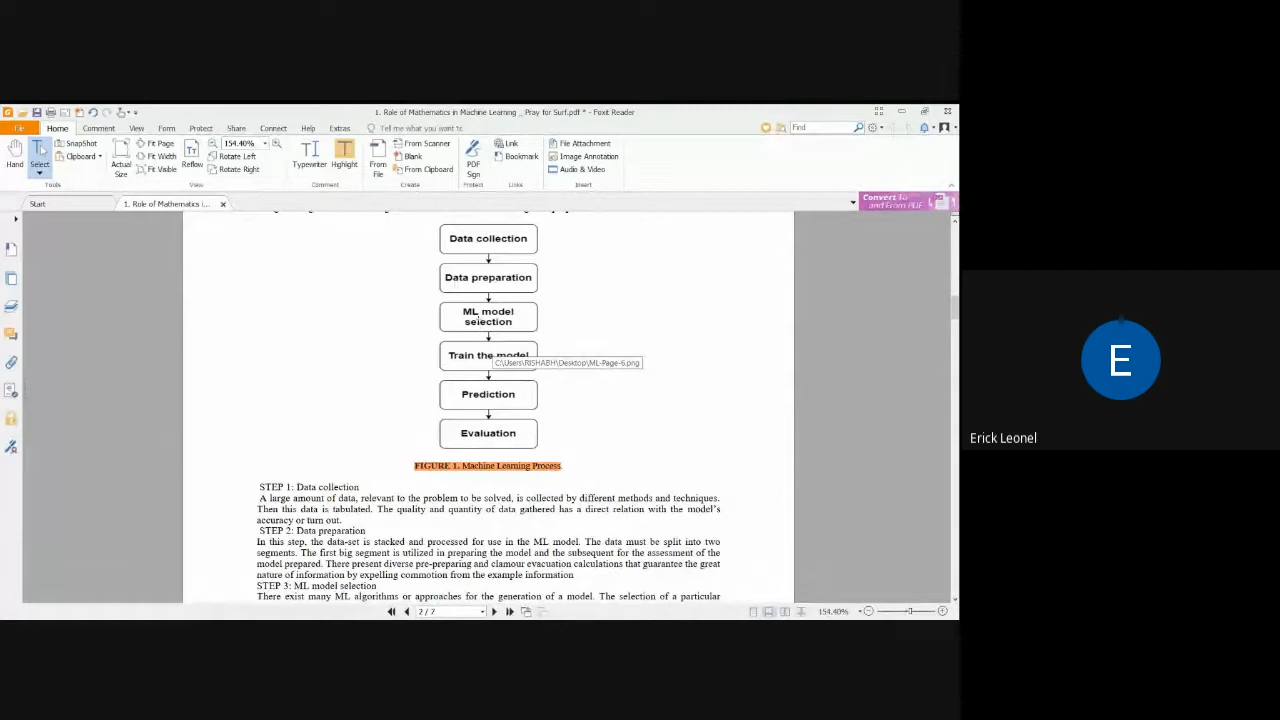 1. Role of Mathematics in Machine Learning _ Pray for Surf.pdf * - Foxit Reader
File Home Comment View Form Protect Share Connect Help Extras Tell me what you want to Find
Hand
Select
SnapShot
Clipboard
Tools
Actual Size
Fit Page
Fit Width
Fit Visible
Reflow
154.40%
Rotate Left
Rotate Right
View
Typewriter
Highlight
Comment
From File
From Scanner
Blank
From Clipboard
Create
PDF Sign
Protect
Link
Bookmark
Links
File Attachment
Image Annotation
Audio & Video
Insert
Start
1. Role of Mathematics i...
Convert To
and From PDF
Data collection
Data preparation
ML model
selection
Train the model
C:\Users\RISHABH\Desktop\ML-Page-6.png
Prediction
Evaluation
FIGURE 1. Machine Learning Process.
STEP 1: Data collection
A large amount of data, relevant to the problem to be solved, is collected by different methods and techniques.
Then this data is tabulated. The quality and quantity of data gathered has a direct relation with the model's
accuracy or turn out.
STEP 2: Data preparation
In this step, the data-set is stacked and processed for use in the ML model. The data must be split into two
segments. The first big segment is utilized in preparing the model and the subsequent for the assessment of the
model prepared. There present diverse pre-preparing and clamour evacuation calculations that guarantee the great
nature of information by expelling commotion from the example information
STEP 3: ML model selection
There exist many ML algorithms or approaches for the generation of a model. The selection of a particular
2 / 7
154.40%
E
Erick Leonel